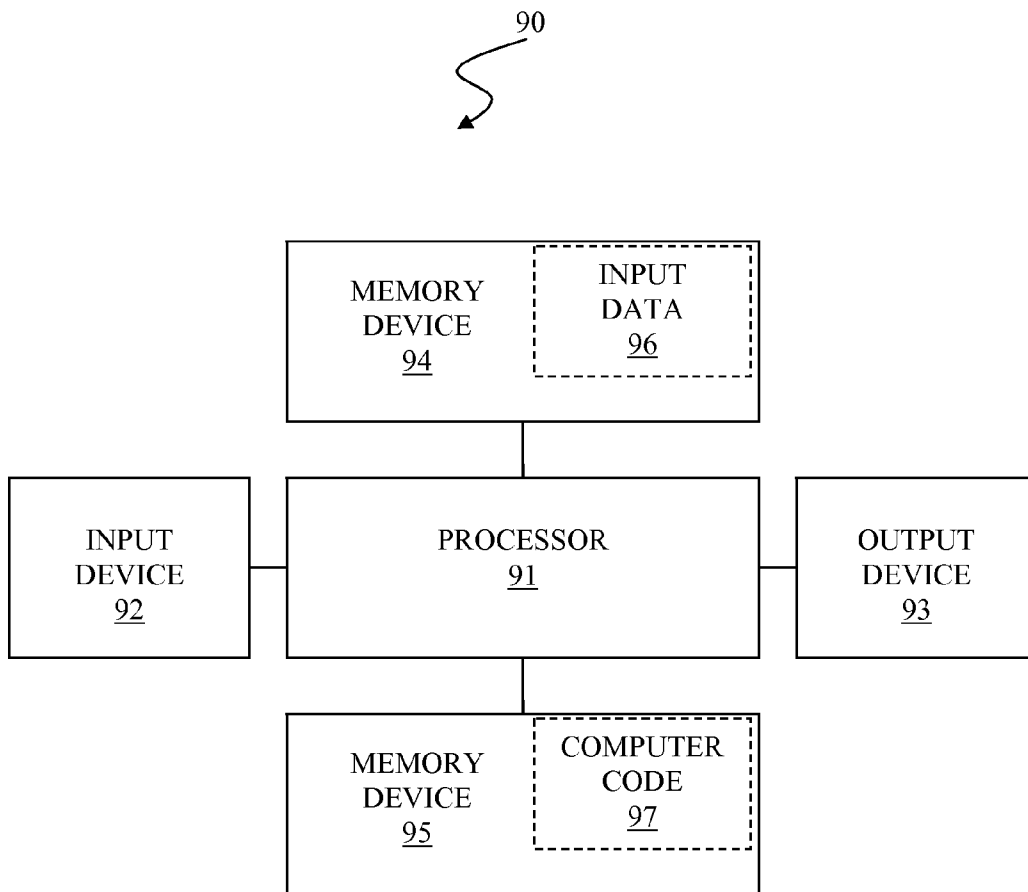 90
MEMORY
DEVICE
94
INPUT
DATA
96
INPUT
DEVICE
92
PROCESSOR
91
OUTPUT
DEVICE
93
MEMORY
DEVICE
95
COMPUTER
CODE
97